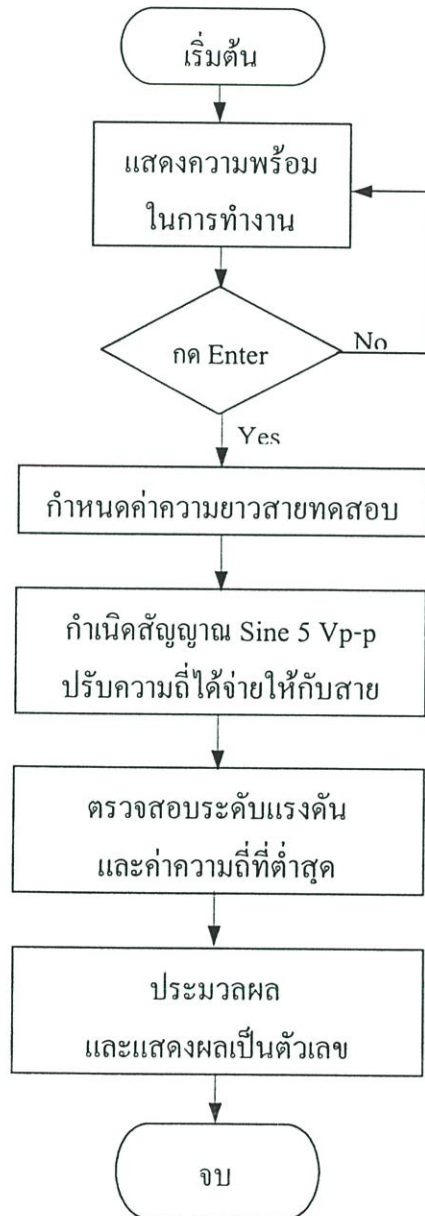 เริ่มต้น
แสดงความพร้อม
ในการทำงาน
กด Enter
No
Yes
กำหนดค่าความยาวสายทดสอบ
กำเนิดสัญญาณ Sine 5 Vp-p
ปรับความถี่ได้จ่ายให้กับสาย
ตรวจสอบระดับแรงดัน
และค่าความถี่ที่ต่ำสุด
ประมวลผล
และแสดงผลเป็นตัวเลข
จบ